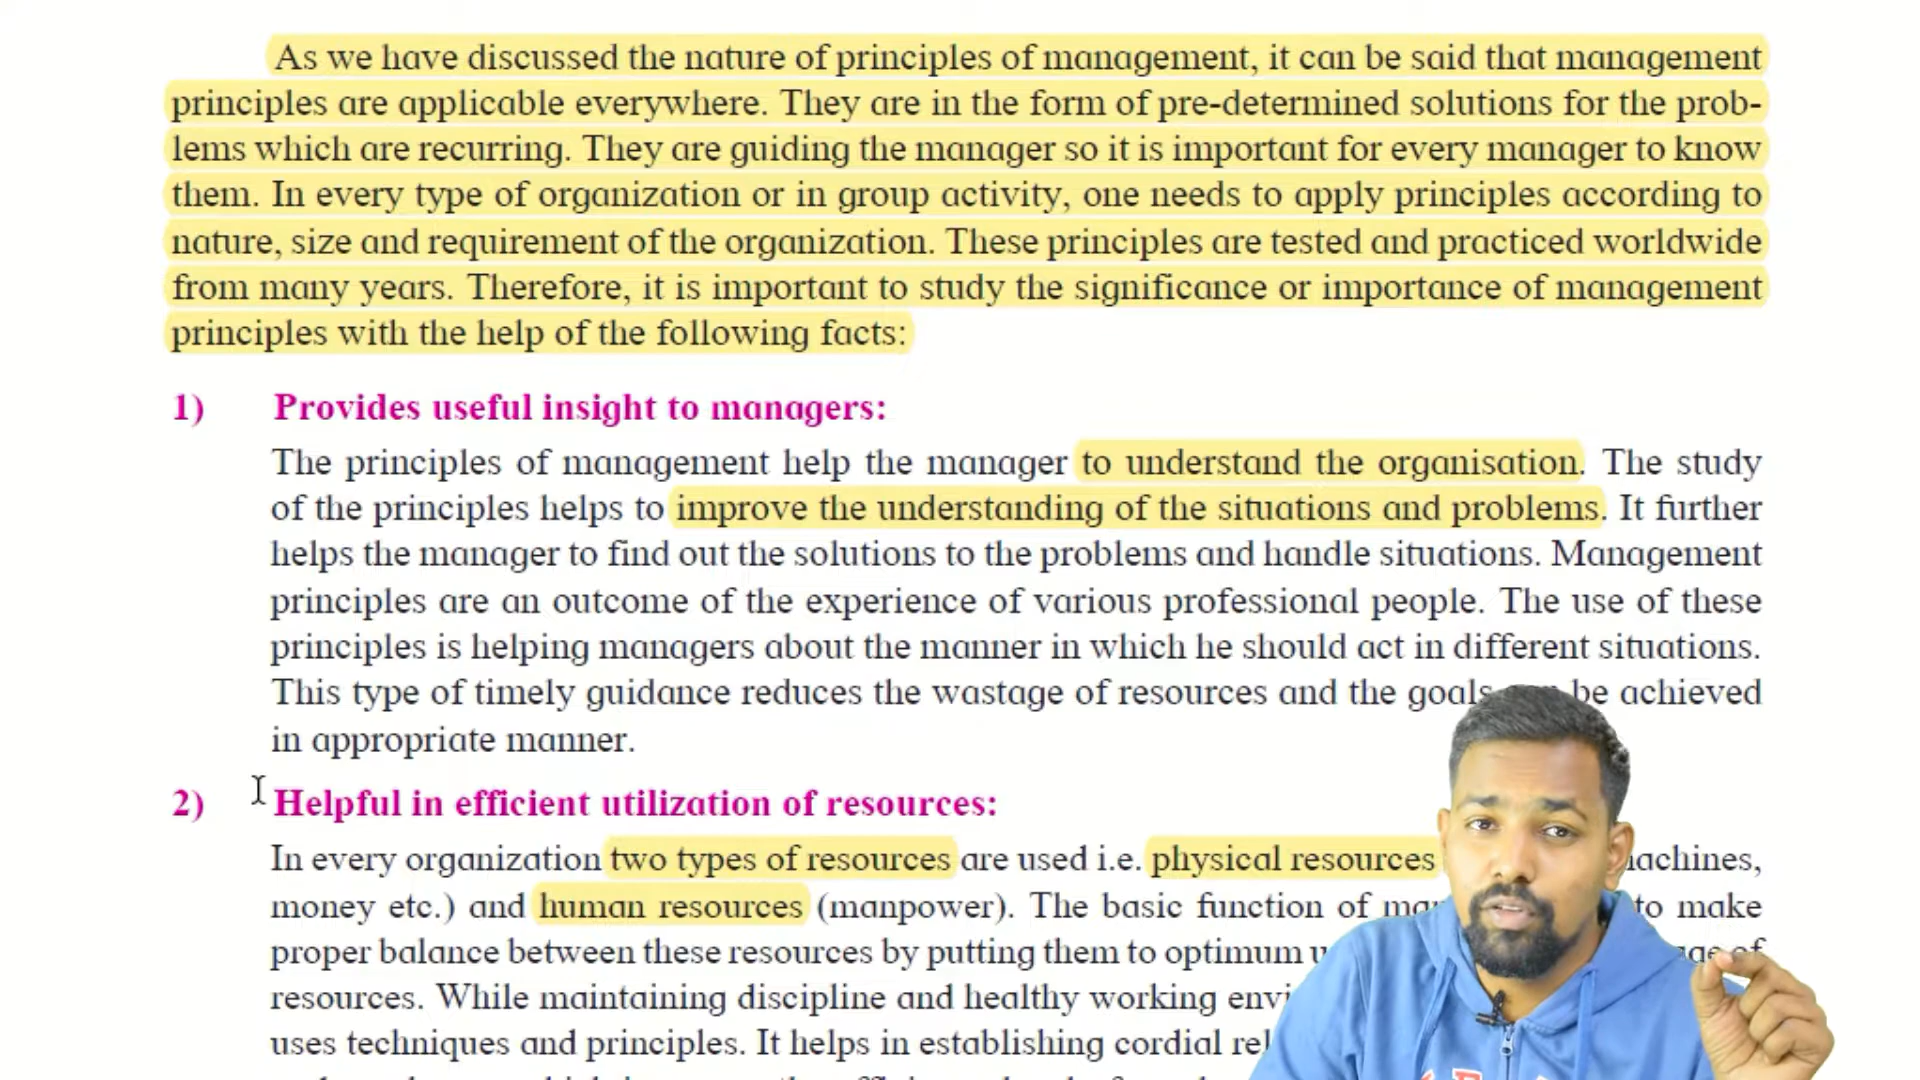 As we have discussed the nature of principles of management, it can be said that management
principles are applicable everywhere. They are in the form of pre-determined solutions for the prob-
lems which are recurring. They are guiding the manager so it is important for every manager to know
them. In every type of organization or in group activity, one needs to apply principles according to
nature, size and requirement of the organization. These principles are tested and practiced worldwide
from many years. Therefore, it is important to study the significance or importance of management
principles with the help of the following facts:
1) Provides useful insight to managers:
The principles of management help the manager to understand the organisation. The study
of the principles helps to improve the understanding of the situations and problems. It further
helps the manager to find out the solutions to the problems and handle situations. Management
principles are an outcome of the experience of various professional people. The use of these
principles is helping managers about the manner in which he should act in different situations.
This type of timely guidance reduces the wastage of resources and the goals be achieved
in appropriate manner.
2) Helpful in efficient utilization of resources:
In every organization two types of resources are used i.e. physical resources
money etc.) and human resources (manpower). The basic function of to make
proper balance between these resources by putting them to optimum
resources. While maintaining discipline and healthy working
uses techniques and principles. It helps in establishing cordial